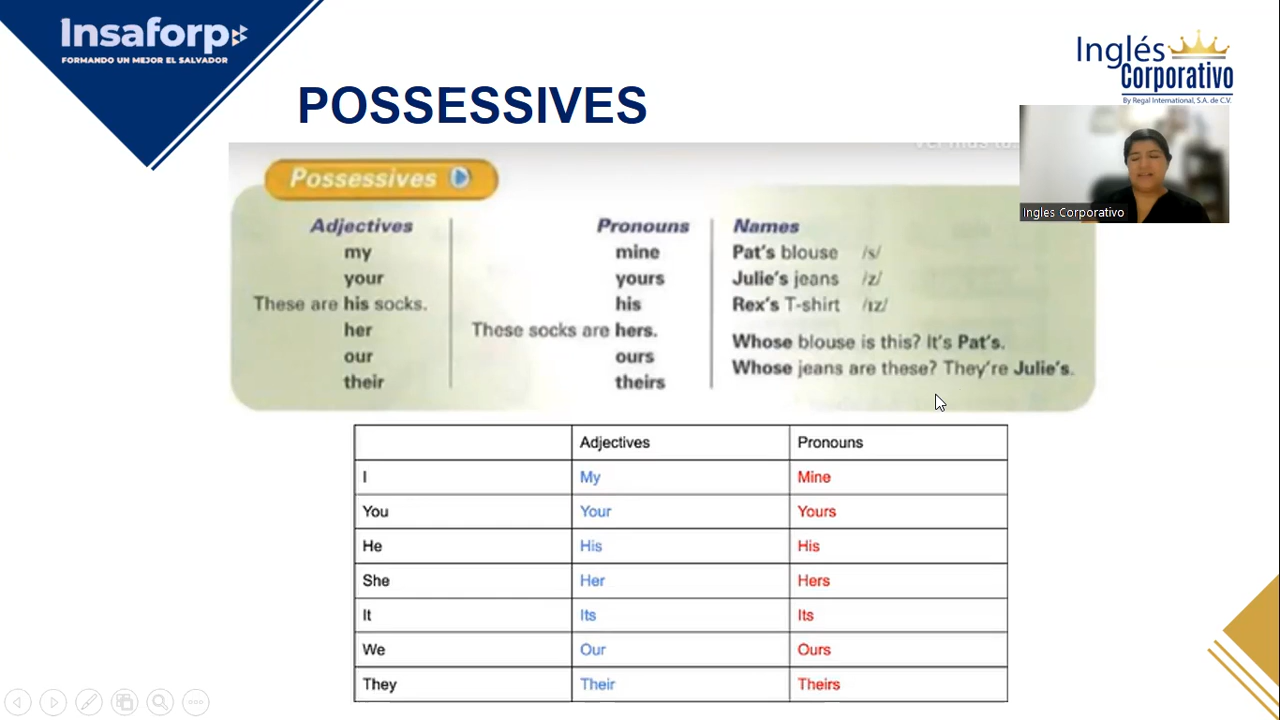 Insaforp
FORMANDO UN MEJOR EL SALVADOR
Inglés
Corporativo
By Regal International, S.A. de C.V.
POSSESSIVES
Ingles Corporativo
Possessives
Adjectives
my
your
These are his socks.
her
our
their
Pronouns
mine
yours
his
These socks are hers.
ours
theirs
Names
Pat's blouse /s/
Julie's jeans /z/
Rex's T-shirt /ɪz/
Whose blouse is this? It's Pat's.
Whose jeans are these? They're Julie's.
Adjectives Pronouns
I My Mine
You Your Yours
He His His
She Her Hers
It Its Its
We Our Ours
They Their Theirs